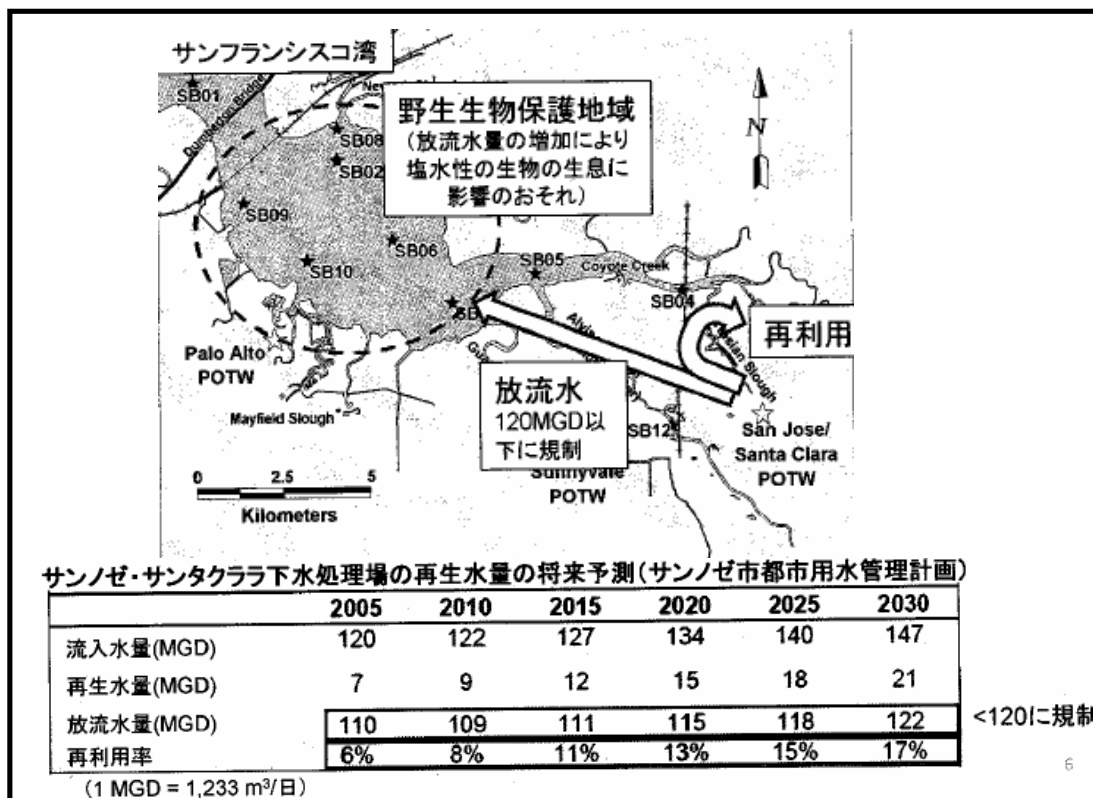 サンフランシスコ湾
SB01
Dumbarton Bridge
野生生物保護地域
(放流水量の増加により
塩水性の生物の生息に
影響のおそれ)
N
SB08
SB02
SB09
SB06
SB10
SB05
Coyote Creek
SB04
再利用
Palo Alto
POTW
Mayfield Slough
放流水
120MGD以
下に規制
SB12
San Jose/
Santa Clara
POTW
Sunnyvale
POTW
0 2.5 5
Kilometers
サンノゼ・サンタクララ下水処理場の再生水量の将来予測(サンノゼ市都市用水管理計画)
2005 2010 2015 2020 2025 2030
流入水量(MGD) 120 122 127 134 140 147
再生水量(MGD) 7 9 12 15 18 21
放流水量(MGD) 110 109 111 115 118 122 <120に規制
再利用率 6% 8% 11% 13% 15% 17%
(1 MGD = 1,233 m³/日)
6